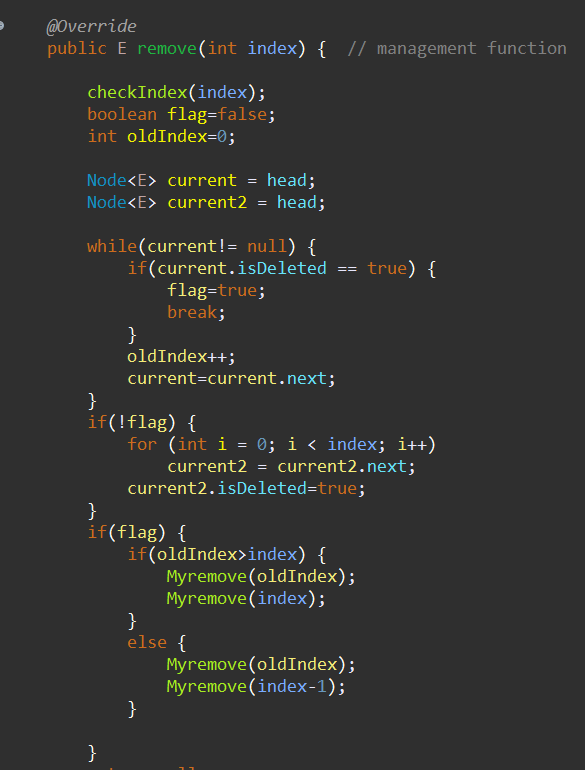 @Override
public E remove(int index) {  // management function
checkIndex(index);
boolean flag=false;
int oldIndex=0;
Node<E> current = head;
Node<E> current2 = head;
while(current!= null) {
if(current.isDeleted == true) {
flag=true;
break;
}
oldIndex++;
current=current.next;
}
if(!flag) {
for (int i = 0; i < index; i++)
current2 = current2.next;
current2.isDeleted=true;
}
if(flag) {
if(oldIndex>index) {
Myremove(oldIndex);
Myremove(index);
}
else {
Myremove(oldIndex);
Myremove(index-1);
}
}